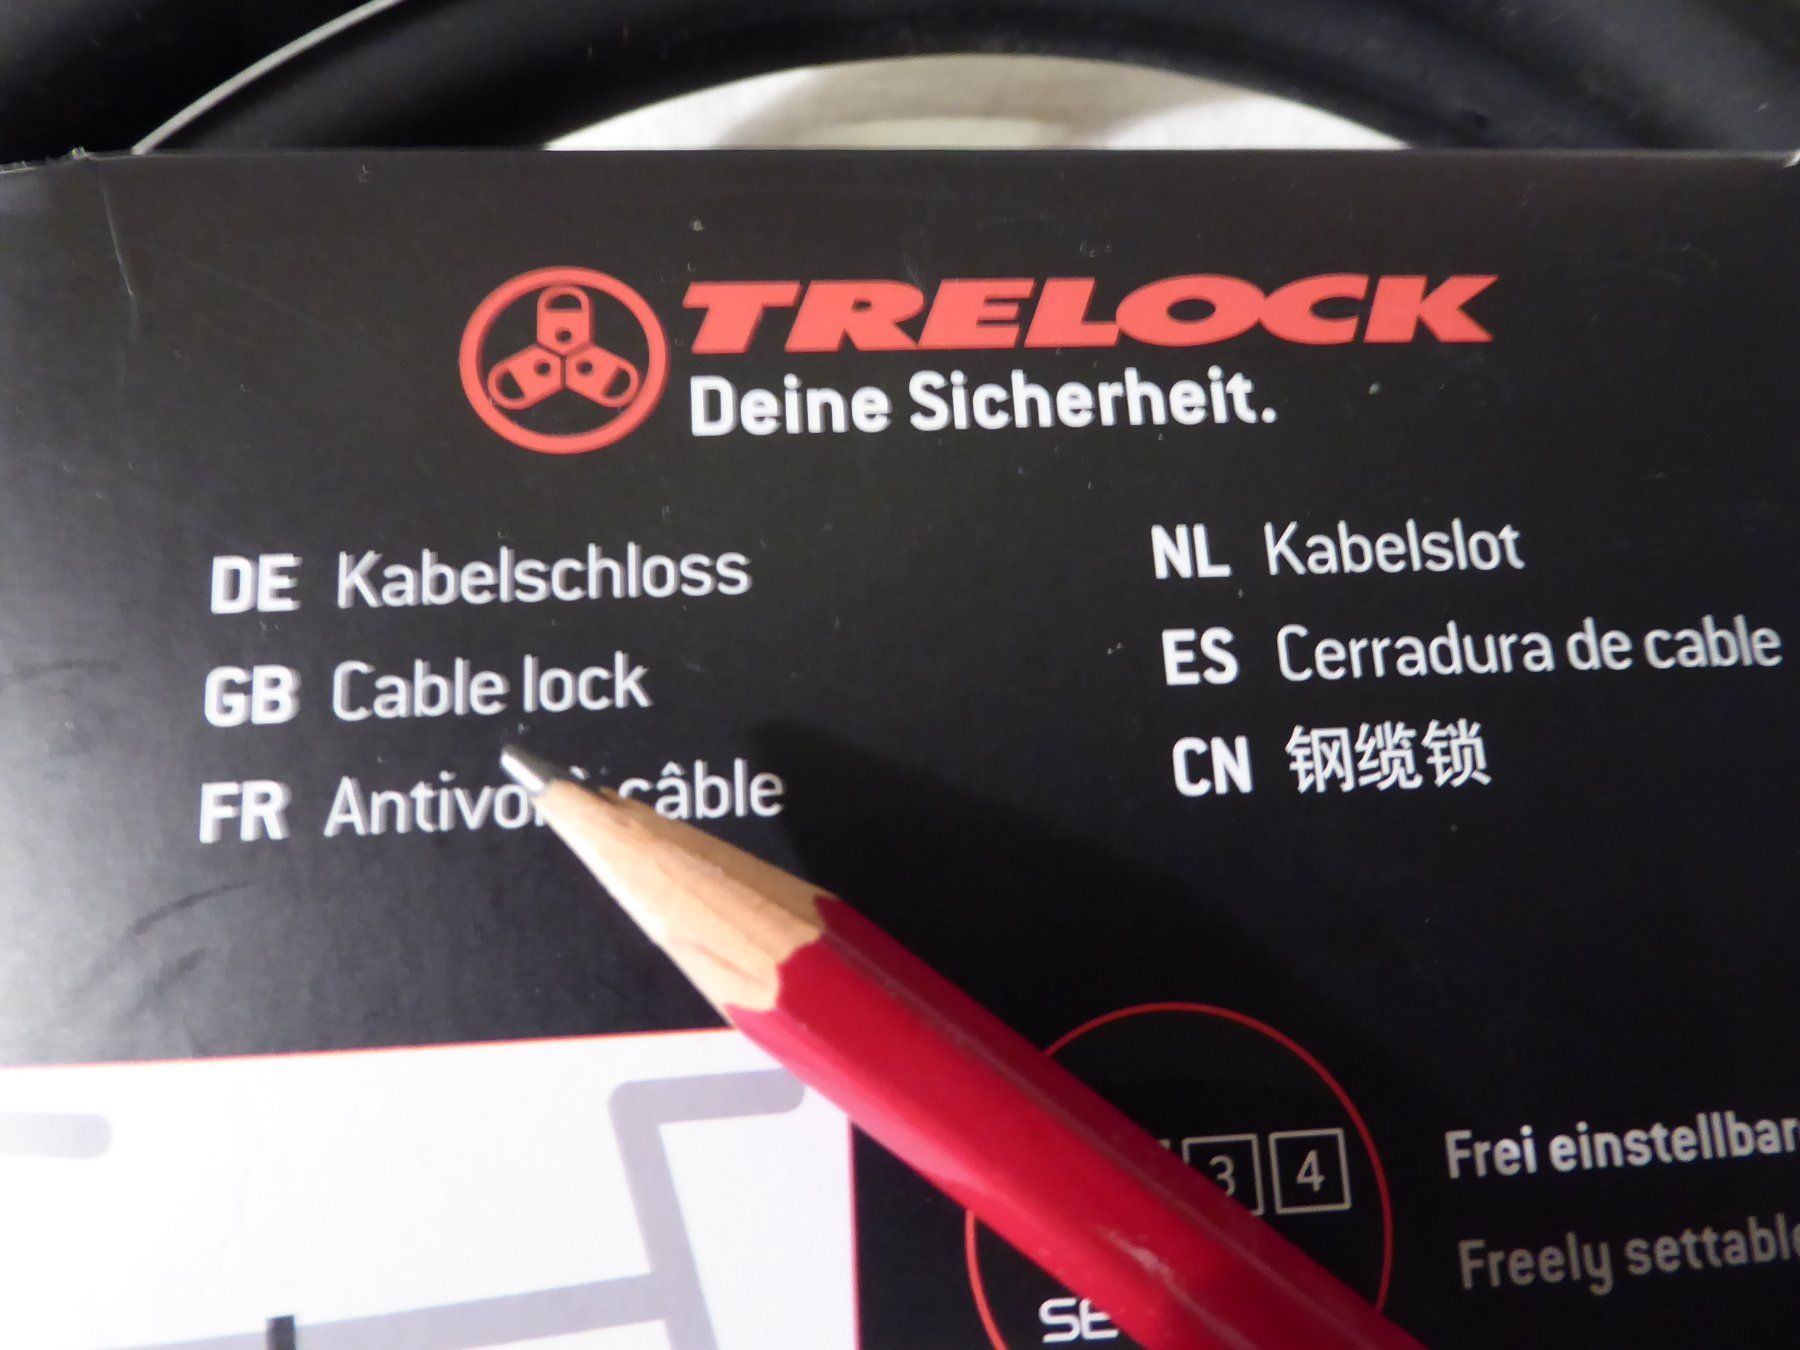 TRELOCK
Deine Sicherheit.
DE Kabelschloss
GB Cable lock
FR câble
NL Kabelslot
ES Cerradura de cable
CN 钢缆锁
3 4
Frei einstellbar
Freely settable